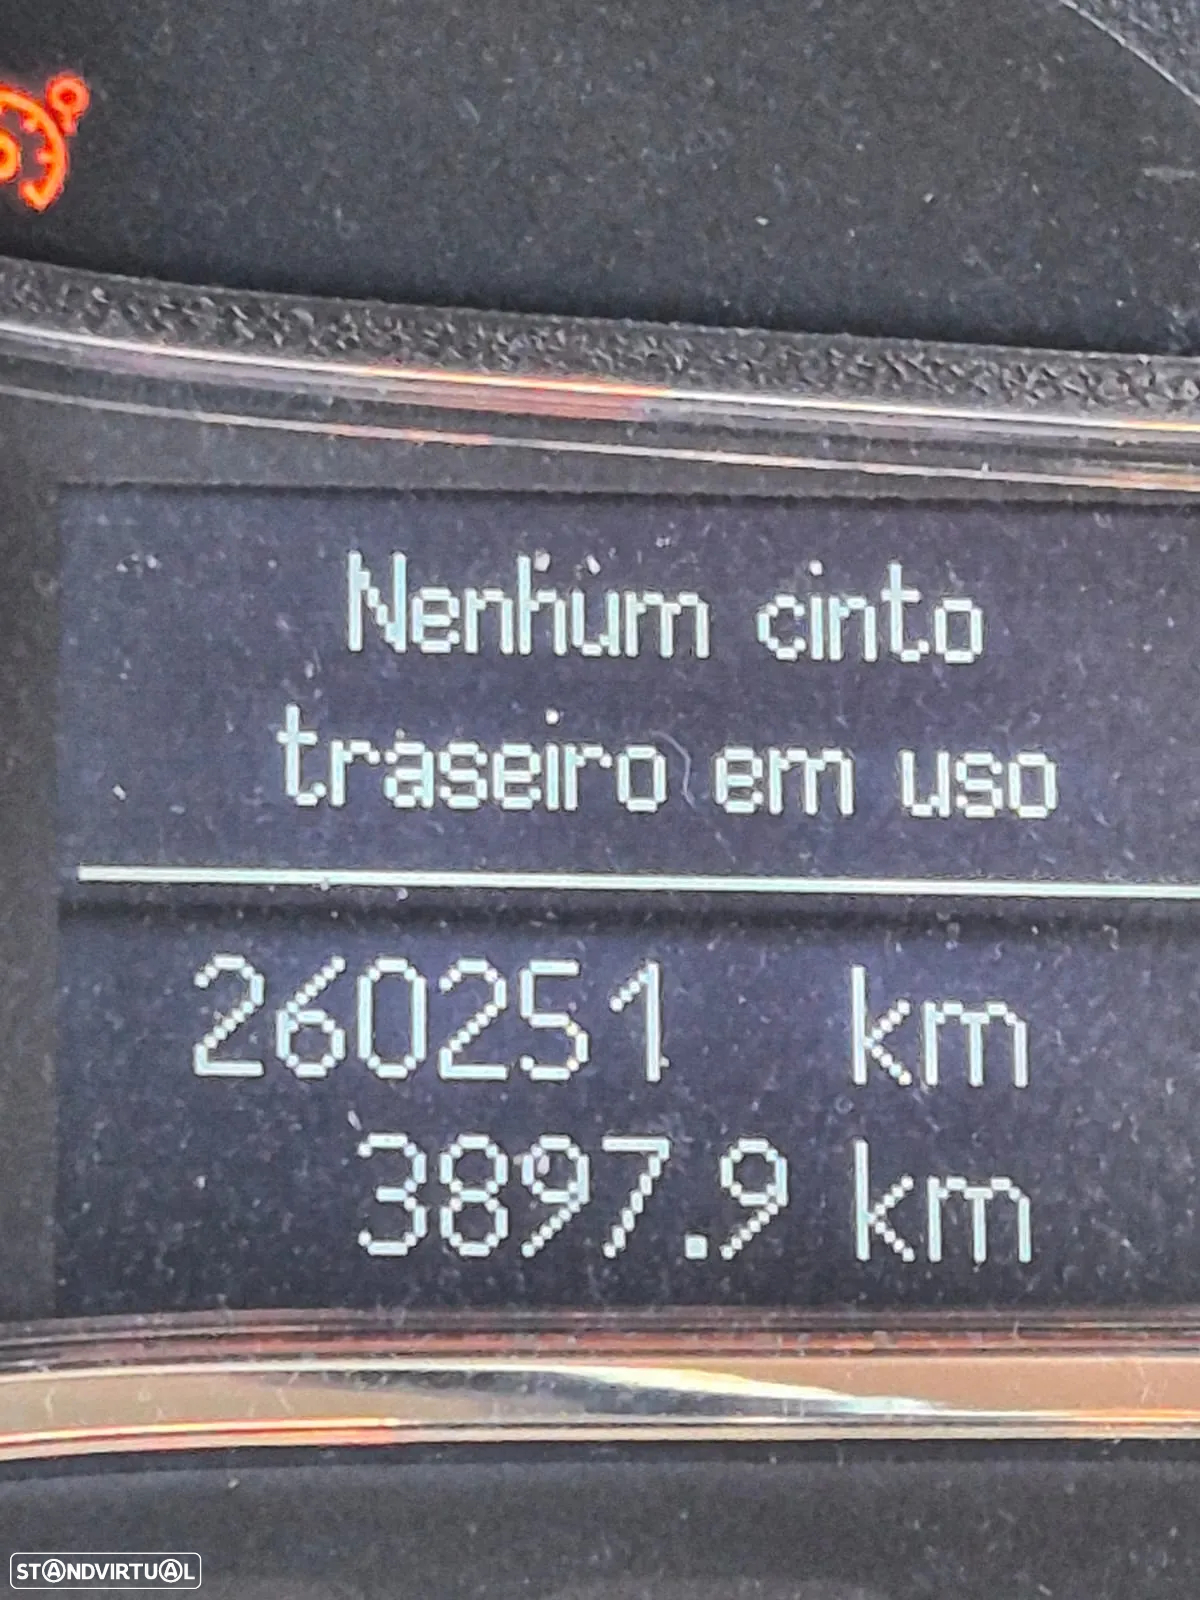 Nenhum cinto
traseiro em uso
260251 km
3897.9 km
STANDVIRTUAL